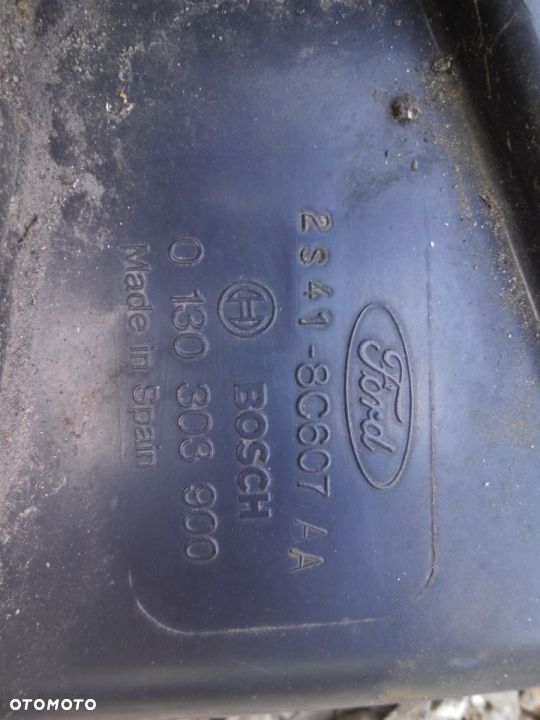 Ford
2S41-8C607 AA
BOSCH
0 130 303 900
Made in Spain
OTOMOTO